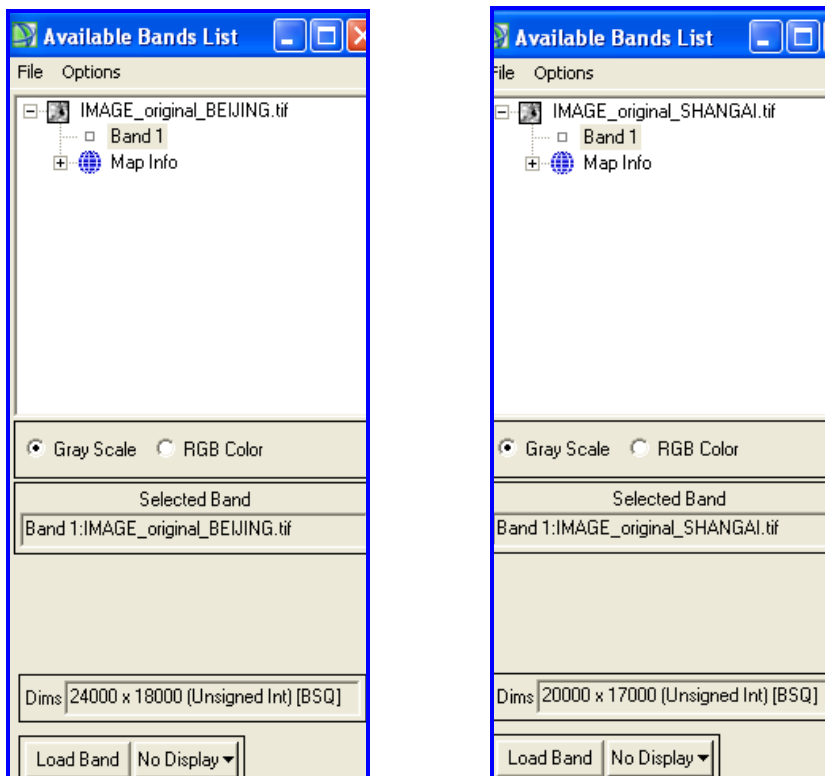 Available Bands List
File Options
IMAGE_original_BEIJING.tif
Band 1
Map Info
Gray Scale RGB Color
Selected Band
Band 1:IMAGE_original_BEIJING.tif
Dims 24000 x 18000 (Unsigned Int) [BSQ]
Load Band No Display
Available Bands List
File Options
IMAGE_original_SHANGAI.tif
Band 1
Map Info
Gray Scale RGB Color
Selected Band
Band 1:IMAGE_original_SHANGAI.tif
Dims 20000 x 17000 (Unsigned Int) [BSQ]
Load Band No Display